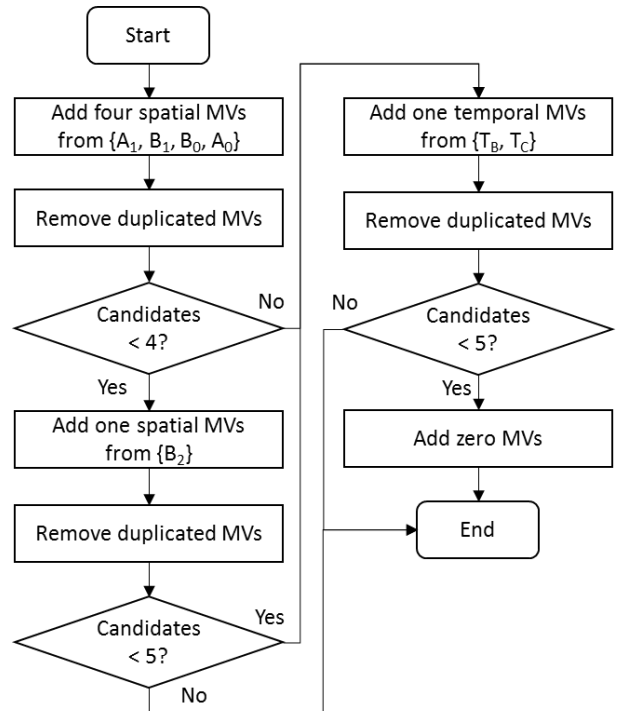 Start
Add four spatial MVs
from {A₁, B₁, B₀, A₀}
Remove duplicated MVs
Candidates
< 4?
No
Yes
Add one spatial MVs
from {B₂}
Remove duplicated MVs
Candidates
< 5?
Yes
No
Add one temporal MVs
from {T_B, T_C}
Remove duplicated MVs
Candidates
< 5?
No
Yes
Add zero MVs
End